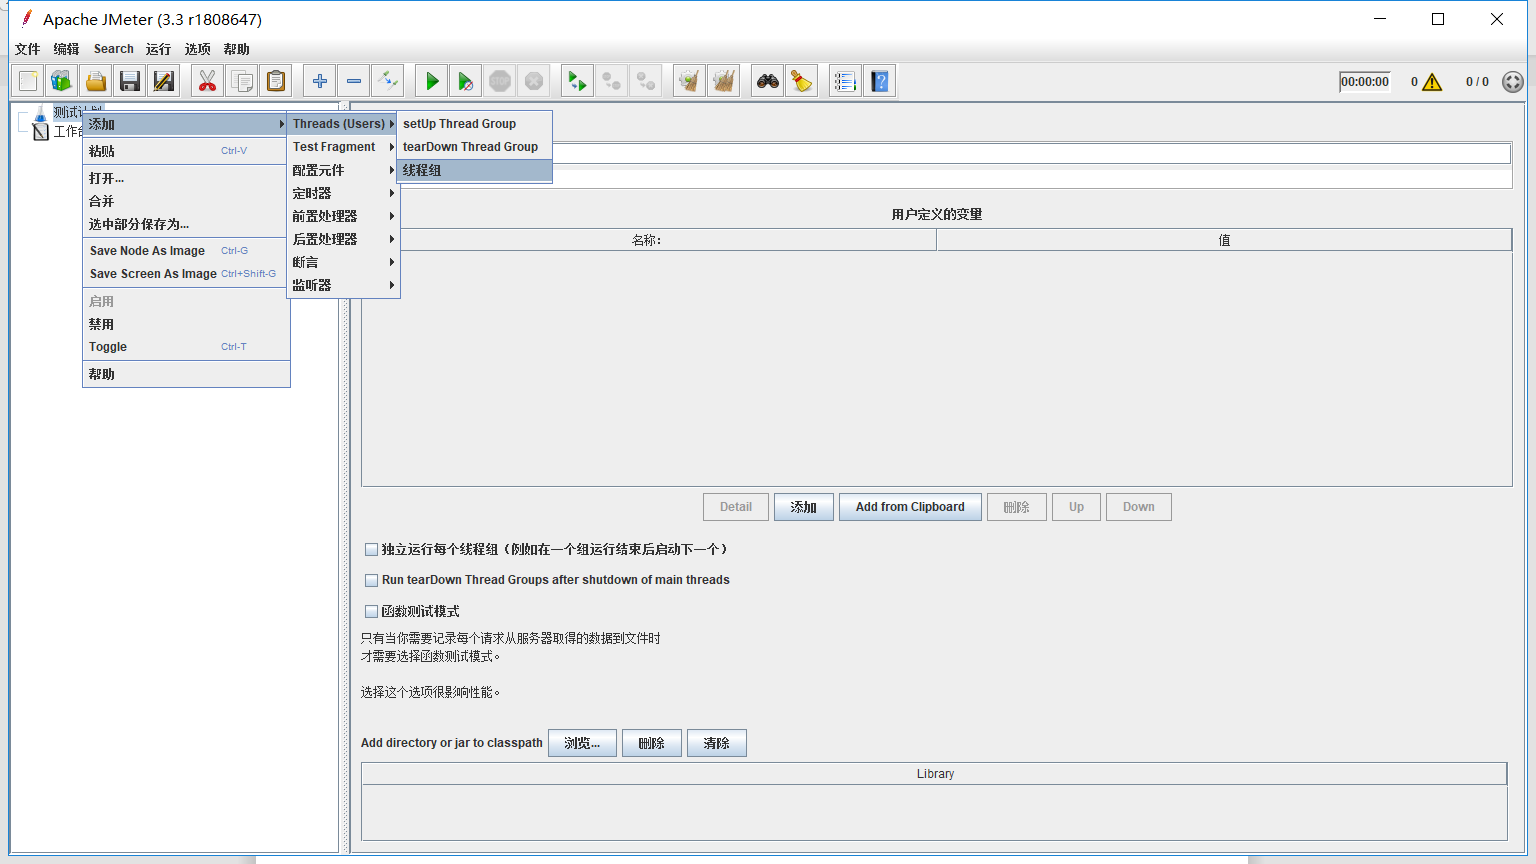 Apache JMeter (3.3 r1808647)
文件 编辑 Search 运行 选项 帮助
00:00:00 0 0 / 0
测试计划
工作台
添加
粘贴 Ctrl-V
打开...
合并
选中部分保存为...
Save Node As Image Ctrl-G
Save Screen As Image Ctrl+Shift-G
启用
禁用
Toggle Ctrl-T
帮助
Threads (Users)
Test Fragment
配置元件
定时器
前置处理器
后置处理器
断言
监听器
setUp Thread Group
tearDown Thread Group
线程组
用户定义的变量
名称: 值
Detail 添加 Add from Clipboard 删除 Up Down
独立运行每个线程组（例如在一个组运行结束后启动下一个）
Run tearDown Thread Groups after shutdown of main threads
函数测试模式
只有当你需要记录每个请求从服务器取得的数据到文件时
才需要选择函数测试模式。
选择这个选项很影响性能。
Add directory or jar to classpath 浏览... 删除 清除
Library